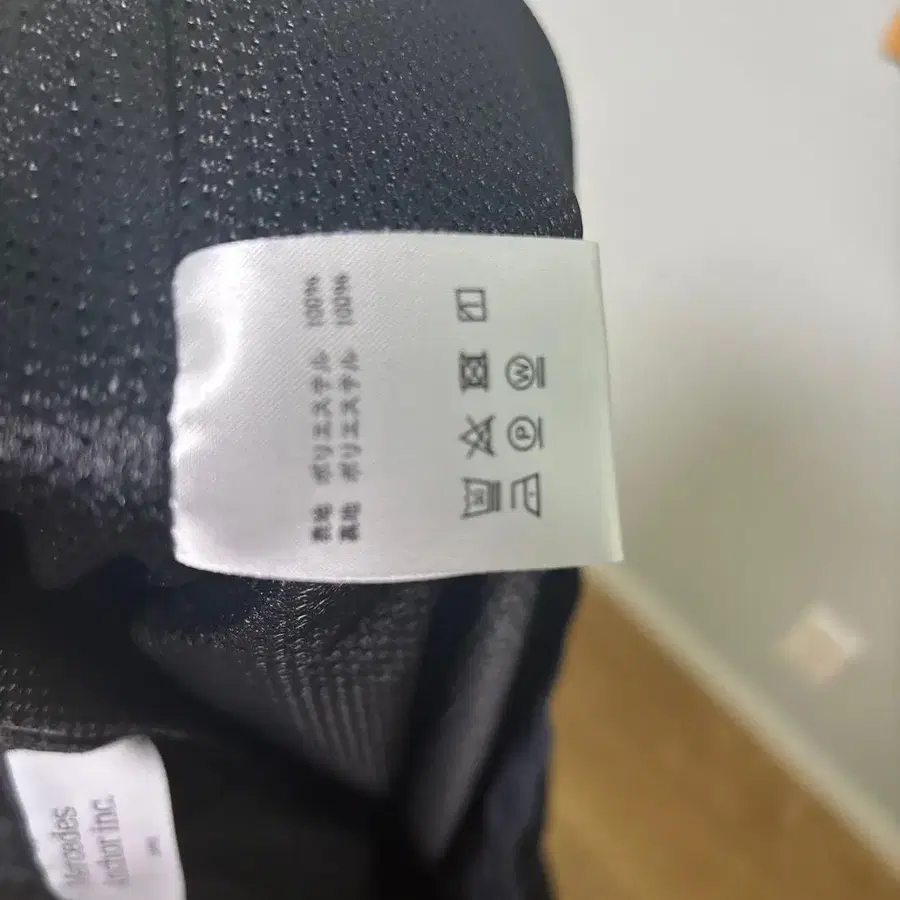 表地 ポリエステル 100%
裏地 ポリエステル 100%
P W
Mercedes
Anchor inc.